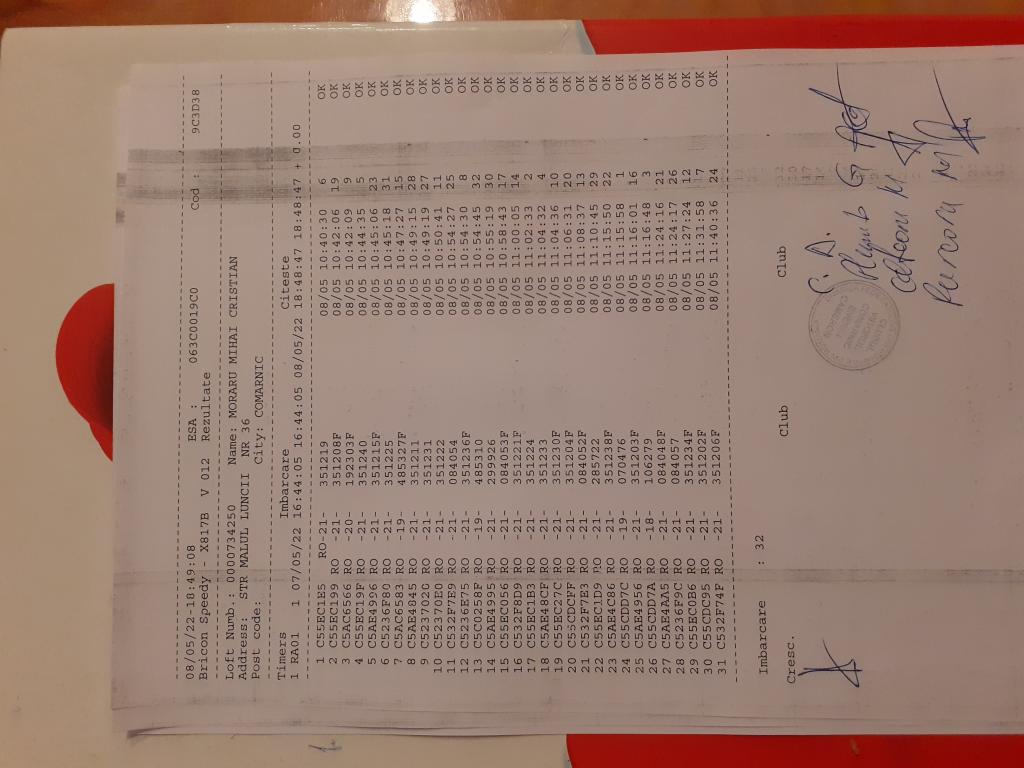 08/05/22-18:49:08 ESA : 063C0019C0 Cod : 9C3D38
Bricon Speedy - X817B V 012 Rezultate
Loft Numb.: 0000734250 Name: MORARU MIHAI CRISTIAN
Address: STR MALUL LUNCII NR 36
Post code: City: COMARNIC
Timers Imbarcare Citeste
1 RA01 1 07/05/22 16:44:05 16:44:05 08/05/22 18:48:47 18:48:47 + 0.00
1 C55EC1E5 RO-21- 351219 08/05 10:40:30 6 OK
2 C55EC199 RO -21- 351208F 08/05 10:42:06 19 OK
3 C5AC6566 RO -20- 192303F 08/05 10:42:09 9 OK
4 C55EC19F RO -21- 351240F 08/05 10:44:35 5 OK
5 C5AE4996 RO -21- 351215F 08/05 10:45:06 23 OK
6 C5236F80 RO -21- 351225 08/05 10:45:18 31 OK
7 C5AC6583 RO -19- 485327F 08/05 10:47:27 15 OK
8 C5AE4845 RO -21- 351211 08/05 10:49:15 28 OK
9 C5237020 RO -21- 351231 08/05 10:49:19 27 OK
10 C52370E0 RO -21- 351222 08/05 10:50:41 11 OK
11 C532F7E9 RO -21- 084054 08/05 10:54:27 25 OK
12 C5236E75 RO -21- 351236F 08/05 10:54:30 8 OK
13 C5C0258F RO -19- 485310 08/05 10:54:45 32 OK
14 C5AE4995 RO -21- 299926 08/05 10:58:19 30 OK
15 C55EC056 RO -21- 084053F 08/05 10:58:43 17 OK
16 C532F8D9 RO -21- 351221F 08/05 11:00:05 14 OK
17 C55EC1B3 RO -21- 351224 08/05 11:02:33 2 OK
18 C5AE48CF RO -21- 351233 08/05 11:04:32 4 OK
19 C55EC27C RO -21- 351230F 08/05 11:04:36 10 OK
20 C55CDCFF RO -21- 351204F 08/05 11:06:31 20 OK
21 C532F7E3 RO -21- 084052F 08/05 11:08:37 13 OK
22 C55EC1D9 RO -21- 285722 08/05 11:10:45 29 OK
23 C5AE4C86 RO -21- 351238F 08/05 11:15:50 22 OK
24 C55CDD7C RO -19- 070476 08/05 11:15:58 1 OK
25 C5AE4956 RO -21- 351203F 08/05 11:16:01 16 OK
26 C55CDD7A RO -18- 106279 08/05 11:16:48 3 OK
27 C5AE4AA5 RO -21- 084048F 08/05 11:24:16 21 OK
28 C5236F9C RO -21- 084057 08/05 11:24:17 26 OK
29 C55EC0B6 RO -21- 351234F 08/05 11:27:24 12 OK
30 C55CDC95 RO -21- 351202F 08/05 11:31:58 17 OK
31 C532F74F RO -21- 351206F 08/05 11:40:36 24 OK
Imbarcare : 32
Cresc. Club Club